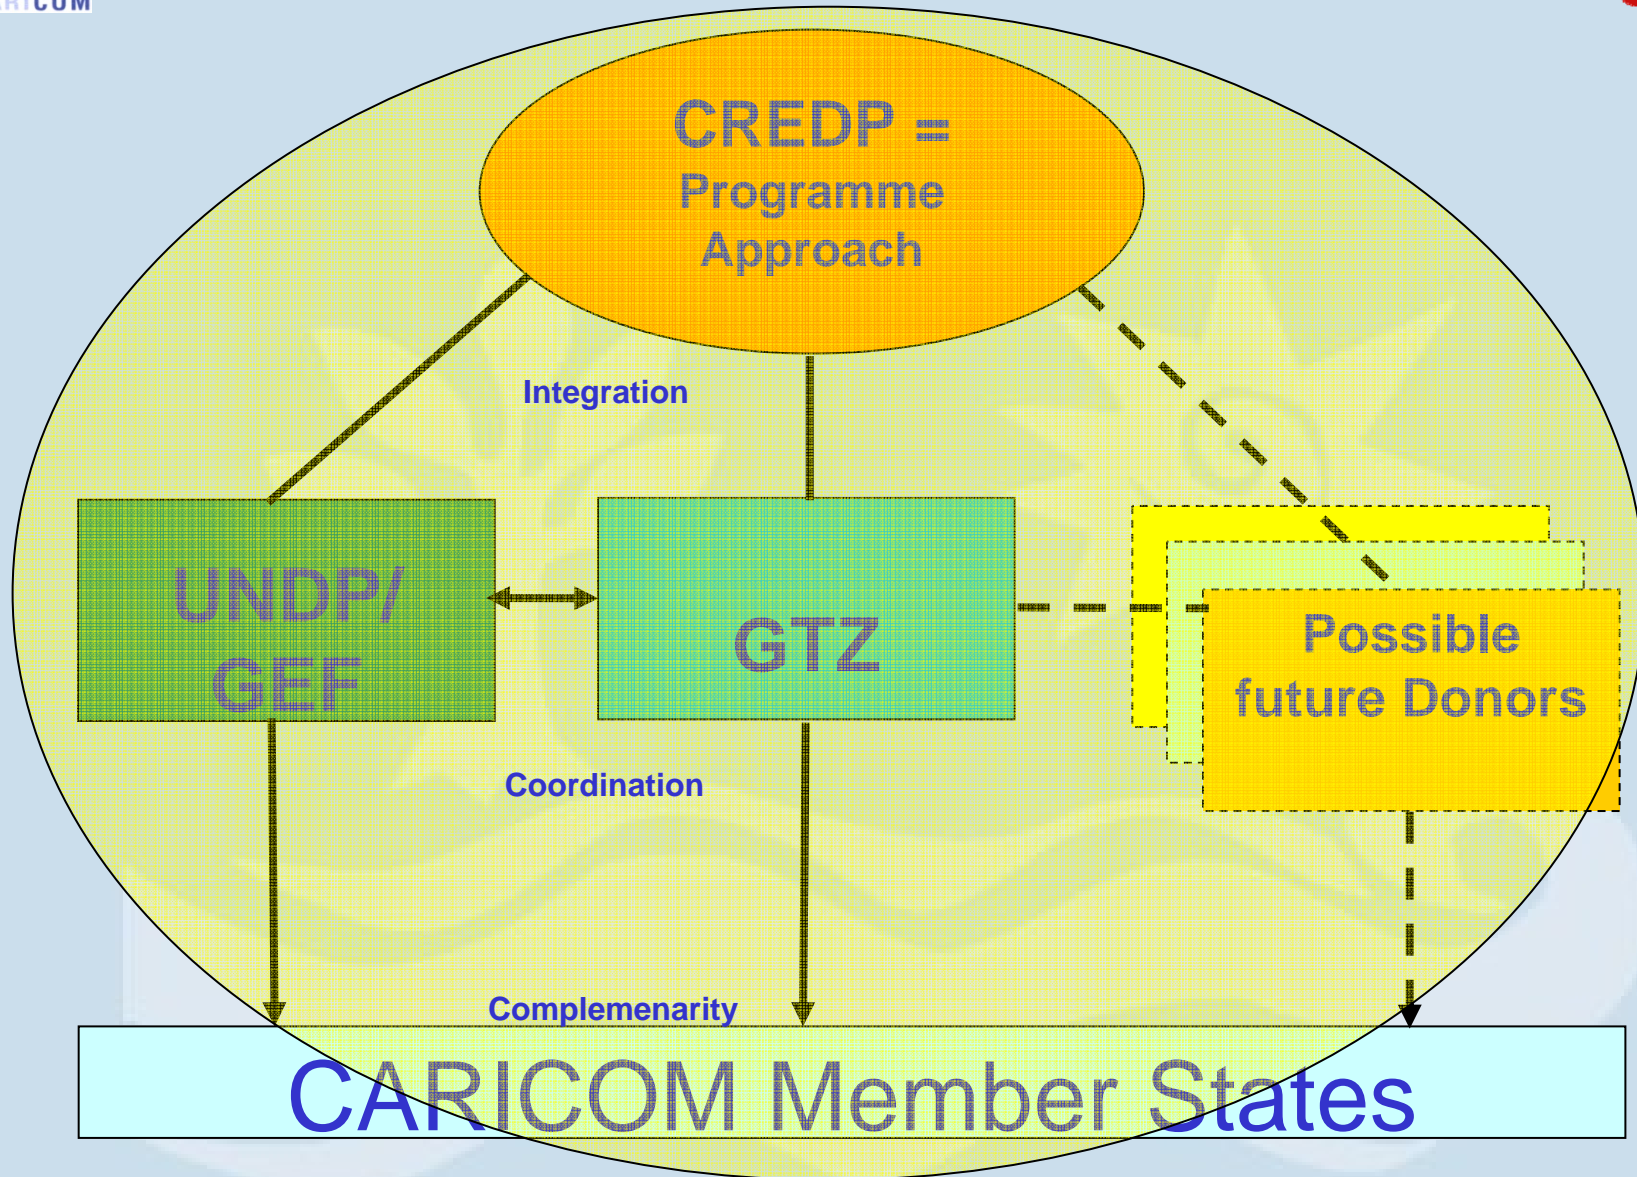 CREDP =
Programme
Approach
Integration
UNDP/
GEF
GTZ
Possible
future Donors
Coordination
Complemenarity
CARICOM Member States